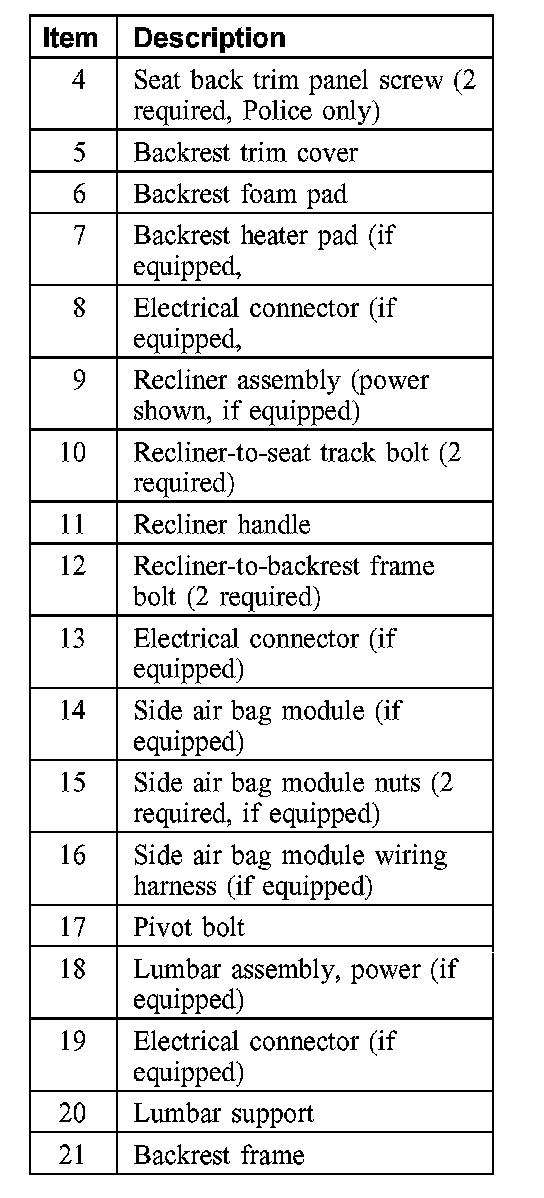 Item Description
4 Seat back trim panel screw (2
required, Police only)
5 Backrest trim cover
6 Backrest foam pad
7 Backrest heater pad (if
equipped,
8 Electrical connector (if
equipped,
9 Recliner assembly (power
shown, if equipped)
10 Recliner-to-seat track bolt (2
required)
11 Recliner handle
12 Recliner-to-backrest frame
bolt (2 required)
13 Electrical connector (if
equipped)
14 Side air bag module (if
equipped)
15 Side air bag module nuts (2
required, if equipped)
16 Side air bag module wiring
harness (if equipped)
17 Pivot bolt
18 Lumbar assembly, power (if
equipped)
19 Electrical connector (if
equipped)
20 Lumbar support
21 Backrest frame